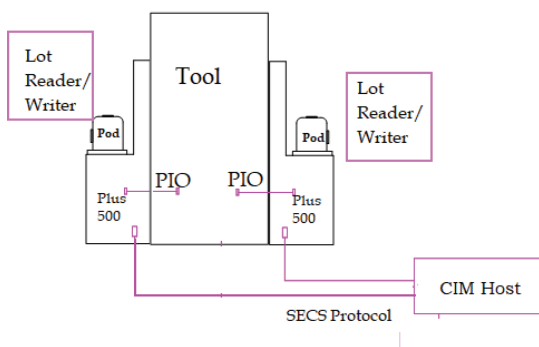 Lot
Reader/
Writer
Tool
Lot
Reader/
Writer
Pod
Pod
PIO
PIO
Plus
500
Plus
500
CIM Host
SECS Protocol